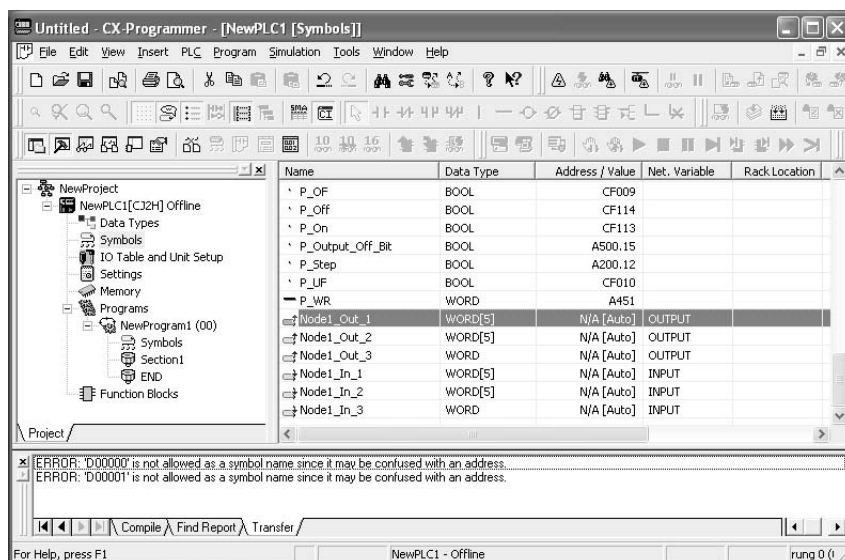 Untitled - CX-Programmer - [NewPLC1 [Symbols]]
File Edit View Insert PLC Program Simulation Tools Window Help
NewProject
NewPLC1[CJ2H] Offline
Data Types
Symbols
IO Table and Unit Setup
Settings
Memory
Programs
NewProgram1 (00)
Symbols
Section1
END
Function Blocks
Project
Name Data Type Address / Value Net. Variable Rack Location
P_OF BOOL CF009
P_Off BOOL CF114
P_On BOOL CF113
P_Output_Off_Bit BOOL A500.15
P_Step BOOL A200.12
P_UF BOOL CF010
P_WR WORD A451
Node1_Out_1 WORD[5] N/A [Auto] OUTPUT
Node1_Out_2 WORD[5] N/A [Auto] OUTPUT
Node1_Out_3 WORD N/A [Auto] OUTPUT
Node1_In_1 WORD[5] N/A [Auto] INPUT
Node1_In_2 WORD[5] N/A [Auto] INPUT
Node1_In_3 WORD N/A [Auto] INPUT
ERROR: 'D00000' is not allowed as a symbol name since it may be confused with an address.
ERROR: 'D00001' is not allowed as a symbol name since it may be confused with an address.
Compile Find Report Transfer
For Help, press F1 NewPLC1 - Offline rung 0 (